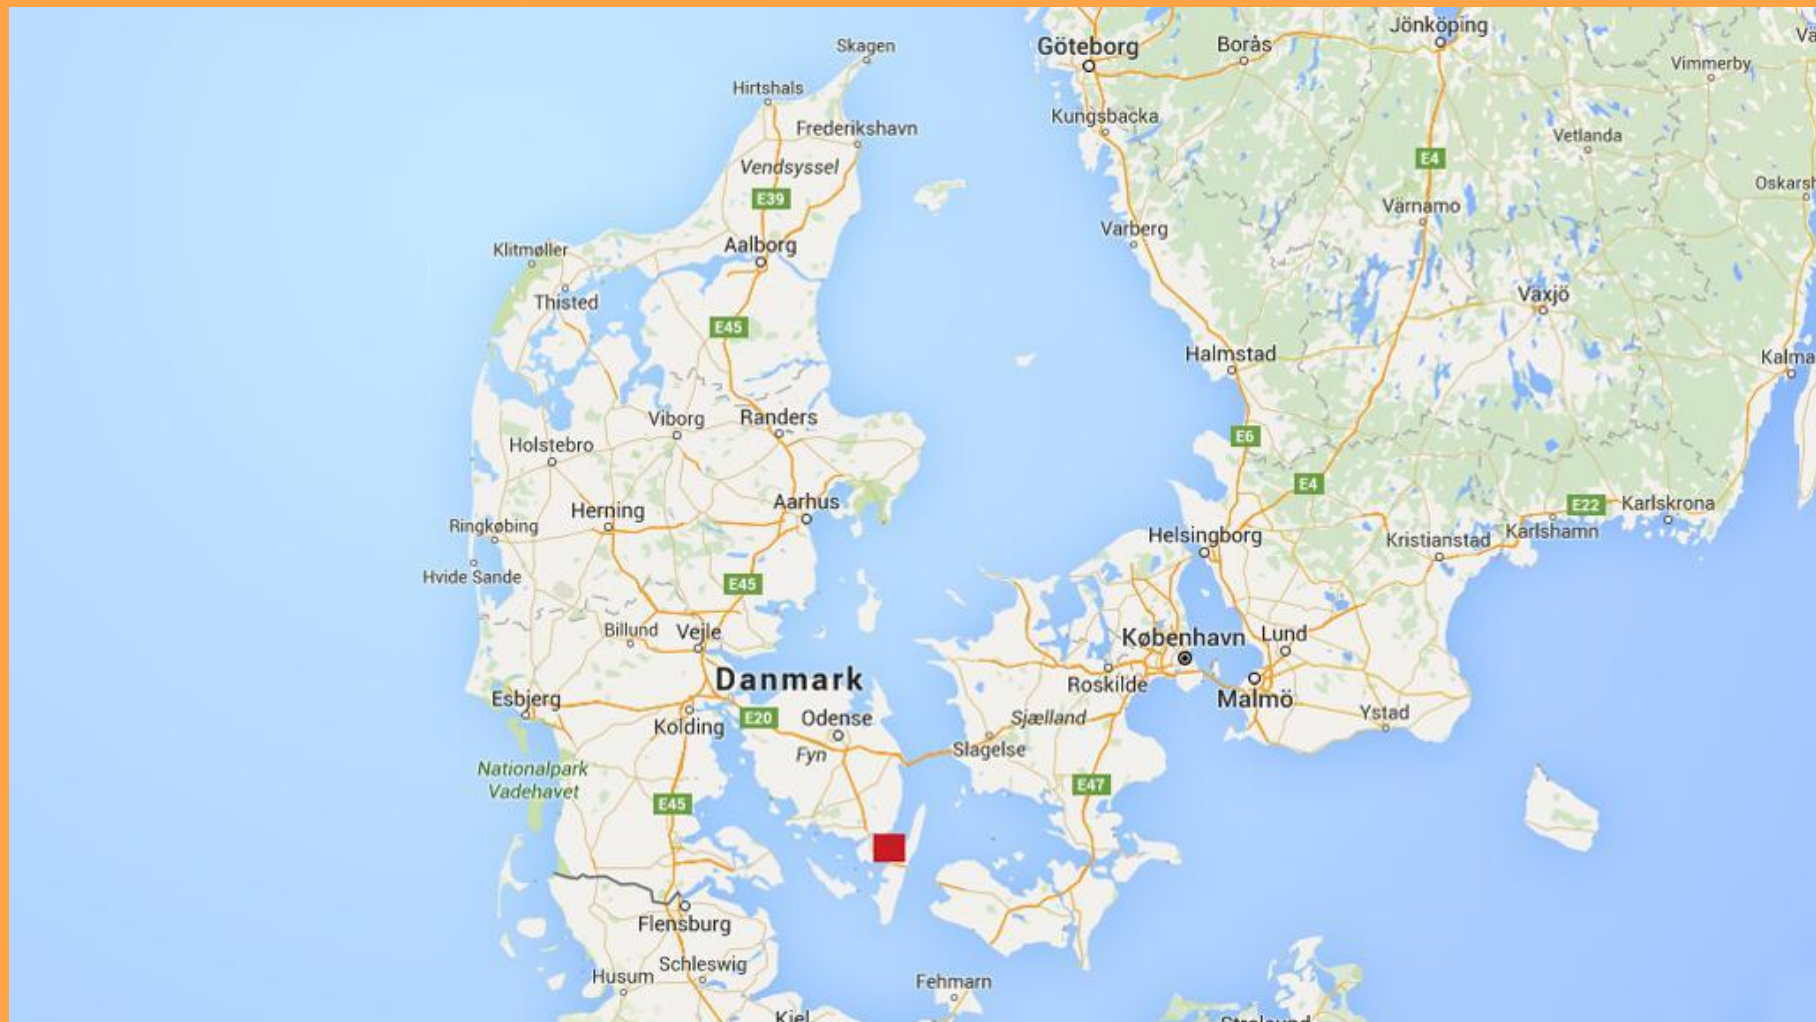 Jönköping
Skagen
Göteborg
Borås
Vimmerby
Hirtshals
Kungsbacka
Frederikshavn
Vetlanda
Vendsyssel
E4
E39
Värnamo
Varberg
Aalborg
Klitmøller
Thisted
Växjö
E45
Halmstad
Viborg
Randers
E6
Holstebro
E4
Aarhus
E22
Karlskrona
Herning
Ringkøbing
Helsingborg
Kristianstad
Karlshamn
Hvide Sande
E45
Billund
Vejle
København
Lund
Danmark
Roskilde
Esbjerg
Malmö
Kolding
E20
Odense
Sjælland
Ystad
Fyn
Slagelse
Nationalpark
Vadehavet
E47
E45
Flensburg
Schleswig
Husum
Fehmarn
Kiel